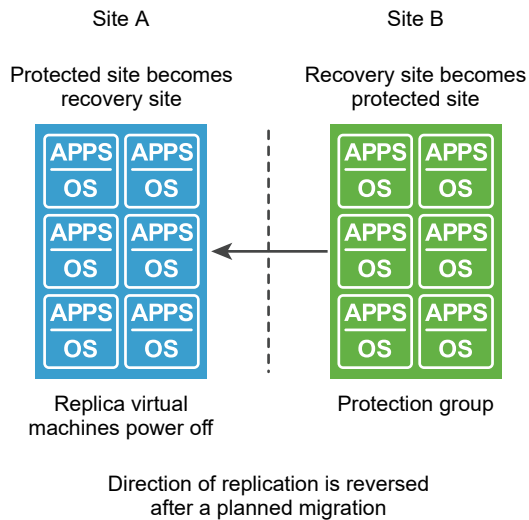 Site A
Site B
Protected site becomes
recovery site
Recovery site becomes
protected site
APPS APPS
OS OS
APPS APPS
OS OS
APPS APPS
OS OS
APPS APPS
OS OS
APPS APPS
OS OS
APPS APPS
OS OS
Replica virtual
machines power off
Protection group
Direction of replication is reversed
after a planned migration